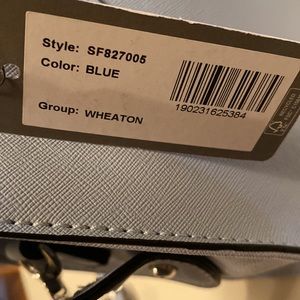 Style: SF827005
Color: BLUE
190231625384
Group: WHEATON